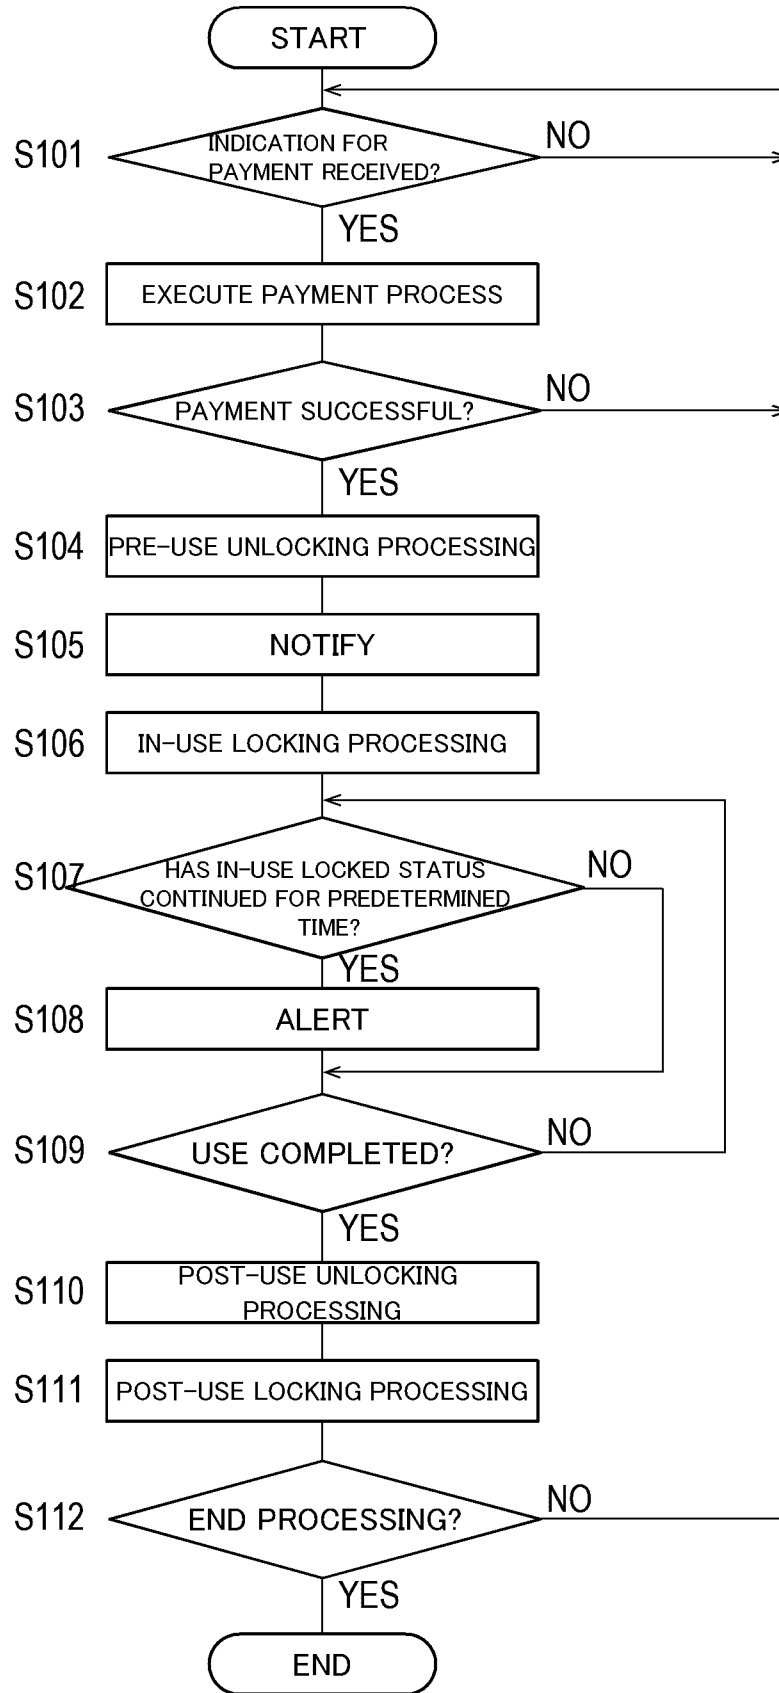 START
S101
INDICATION FOR
PAYMENT RECEIVED?
NO
YES
S102
EXECUTE PAYMENT PROCESS
S103
PAYMENT SUCCESSFUL?
NO
YES
S104
PRE-USE UNLOCKING PROCESSING
S105
NOTIFY
S106
IN-USE LOCKING PROCESSING
S107
HAS IN-USE LOCKED STATUS
CONTINUED FOR PREDETERMINED
TIME?
NO
YES
S108
ALERT
S109
USE COMPLETED?
NO
YES
S110
POST-USE UNLOCKING
PROCESSING
S111
POST-USE LOCKING PROCESSING
S112
END PROCESSING?
NO
YES
END